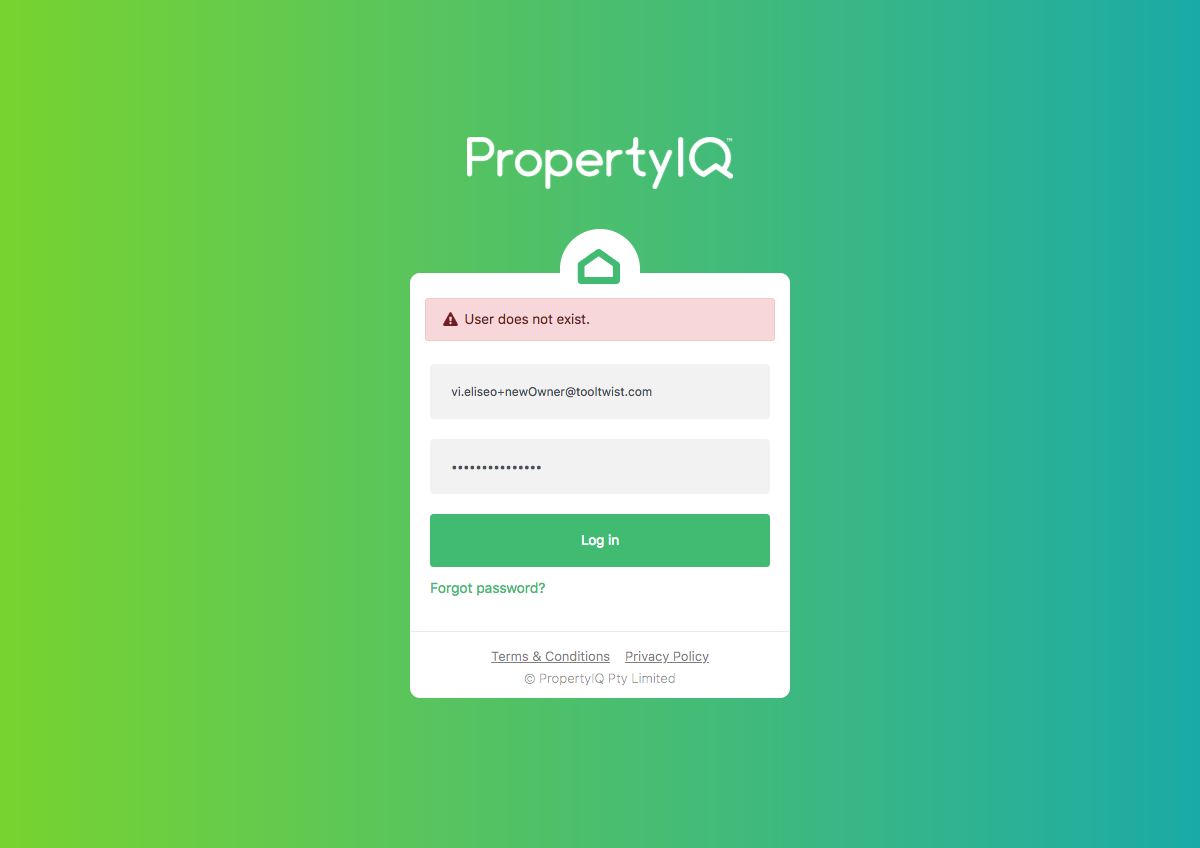 PropertyIQ™
User does not exist.
vi.eliseo+newOwner@tooltwist.com
•••••••••••••••
Log in
Forgot password?
Terms & Conditions Privacy Policy
© PropertyIQ Pty Limited